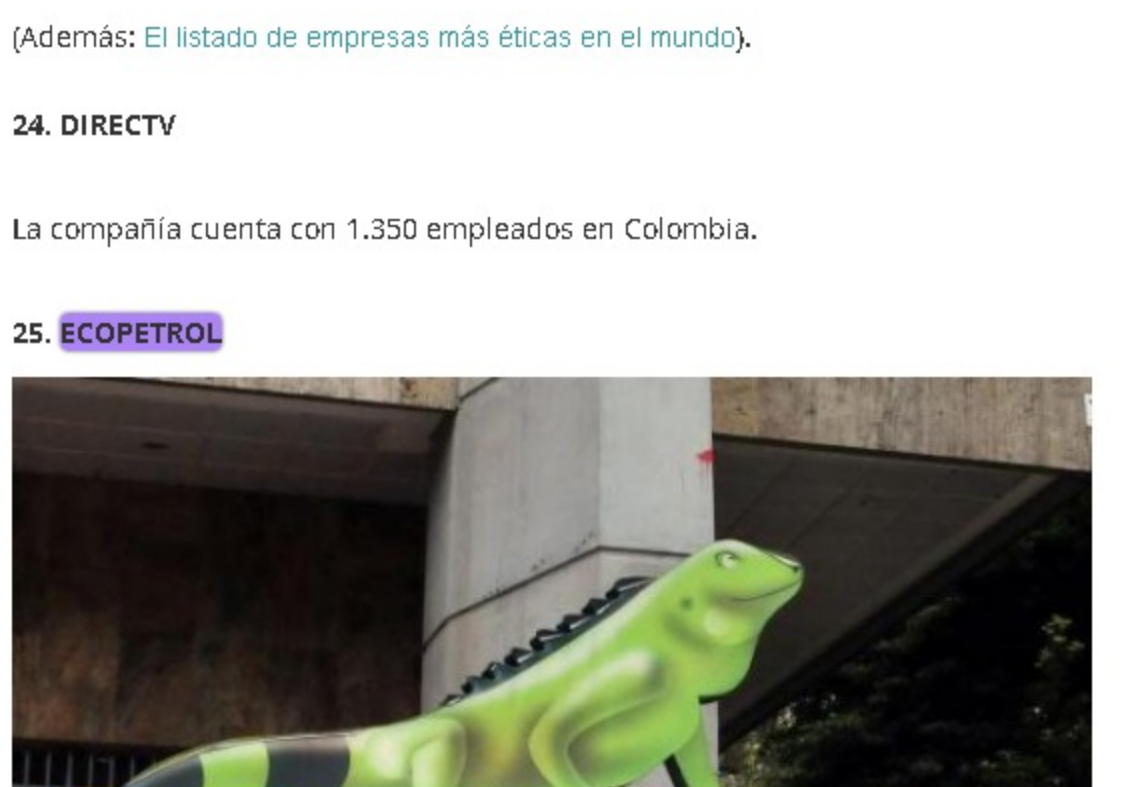 (Además: El listado de empresas más éticas en el mundo).
24. DIRECTV
La compañía cuenta con 1.350 empleados en Colombia.
25. ECOPETROL